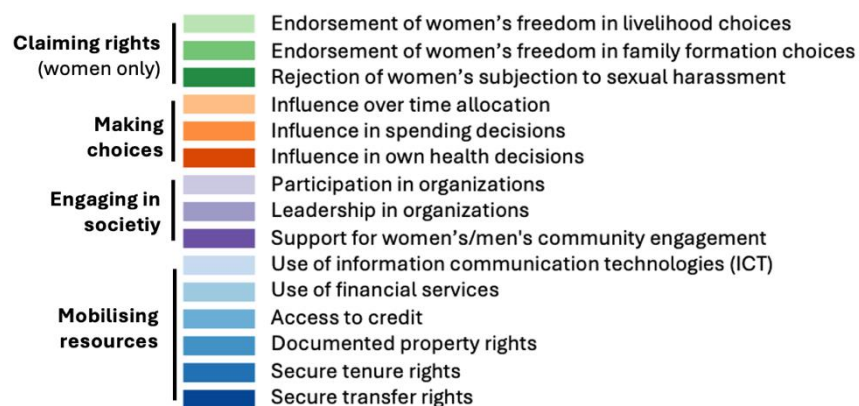 Claiming rights
(women only)
Endorsement of women's freedom in livelihood choices
Endorsement of women's freedom in family formation choices
Rejection of women's subjection to sexual harassment
Making
choices
Influence over time allocation
Influence in spending decisions
Influence in own health decisions
Engaging in
societiy
Participation in organizations
Leadership in organizations
Support for women's/men's community engagement
Mobilising
resources
Use of information communication technologies (ICT)
Use of financial services
Access to credit
Documented property rights
Secure tenure rights
Secure transfer rights